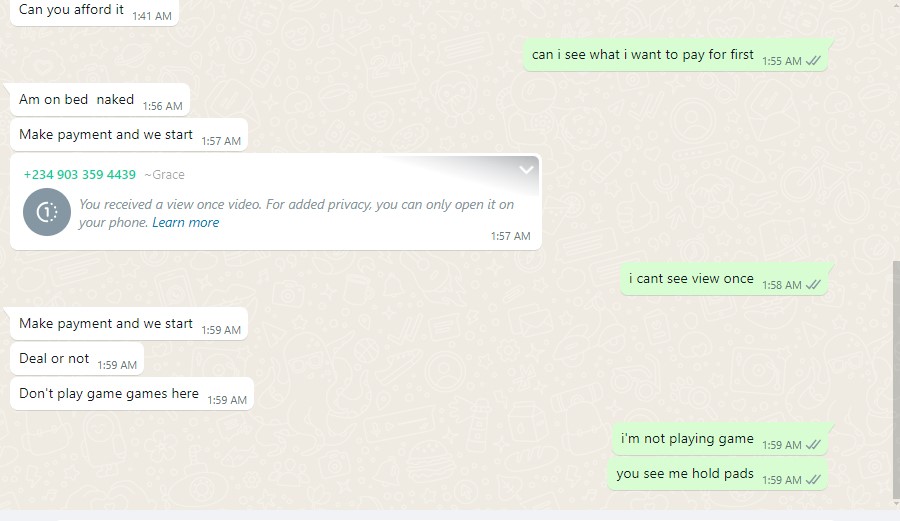 Can you afford it 1:41 AM
can i see what i want to pay for first 1:55 AM
Am on bed naked 1:56 AM
Make payment and we start 1:57 AM
+234 903 359 4439 ~Grace
You received a view once video. For added privacy, you can only open it on
your phone. Learn more
1:57 AM
i cant see view once 1:58 AM
Make payment and we start 1:59 AM
Deal or not 1:59 AM
Don't play game games here 1:59 AM
i'm not playing game 1:59 AM
you see me hold pads 1:59 AM